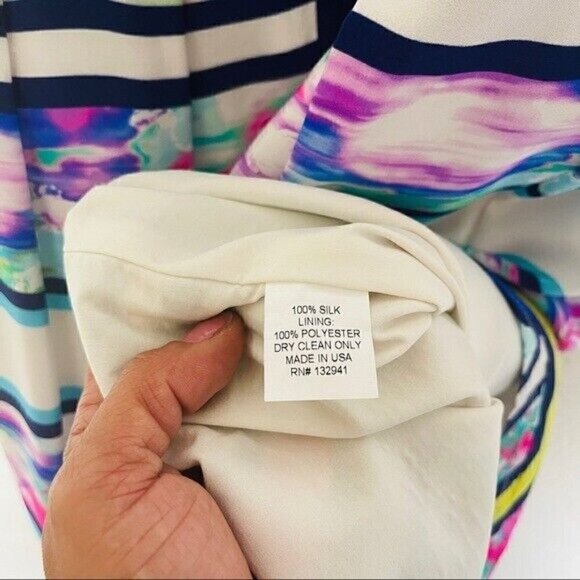 100% SILK
LINING:
100% POLYESTER
DRY CLEAN ONLY
MADE IN USA
RN# 132941